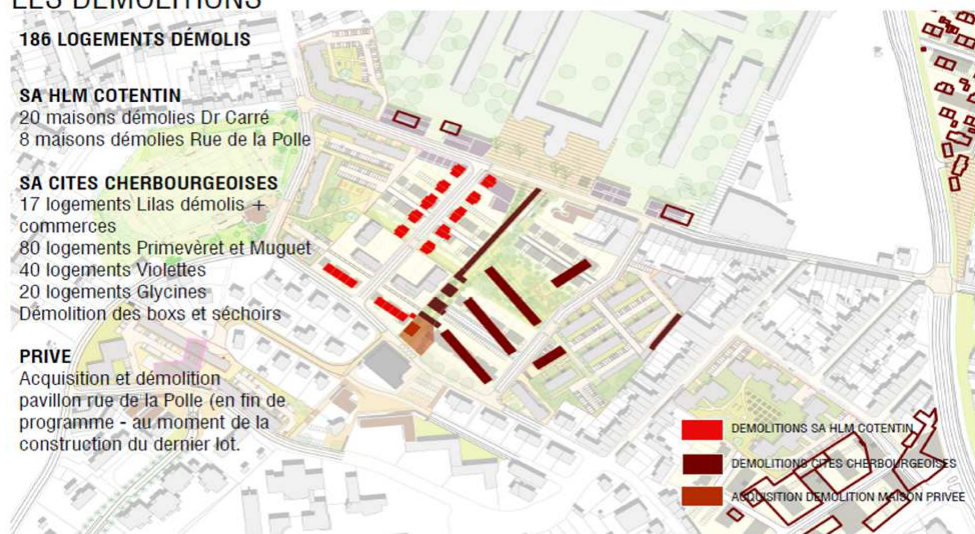 LES DÉMOLITIONS
186 LOGEMENTS DÉMOLIS
SA HLM COTENTIN
20 maisons démolies Dr Carré
8 maisons démolies Rue de la Polle
SA CITES CHERBOURGEOISES
17 logements Lilas démolis +
commerces
80 logements Primevèret et Muguet
40 logements Violettes
20 logements Glycines
Démolition des boxs et séchoirs
PRIVE
Acquisition et démolition
pavillon rue de la Polle (en fin de
programme - au moment de la
construction du dernier lot.
DEMOLITIONS SA HLM COTENTIN
DEMOLITIONS CITES CHERBOURGEOISES
ACQUISITION DEMOLITION MAISON PRIVEE